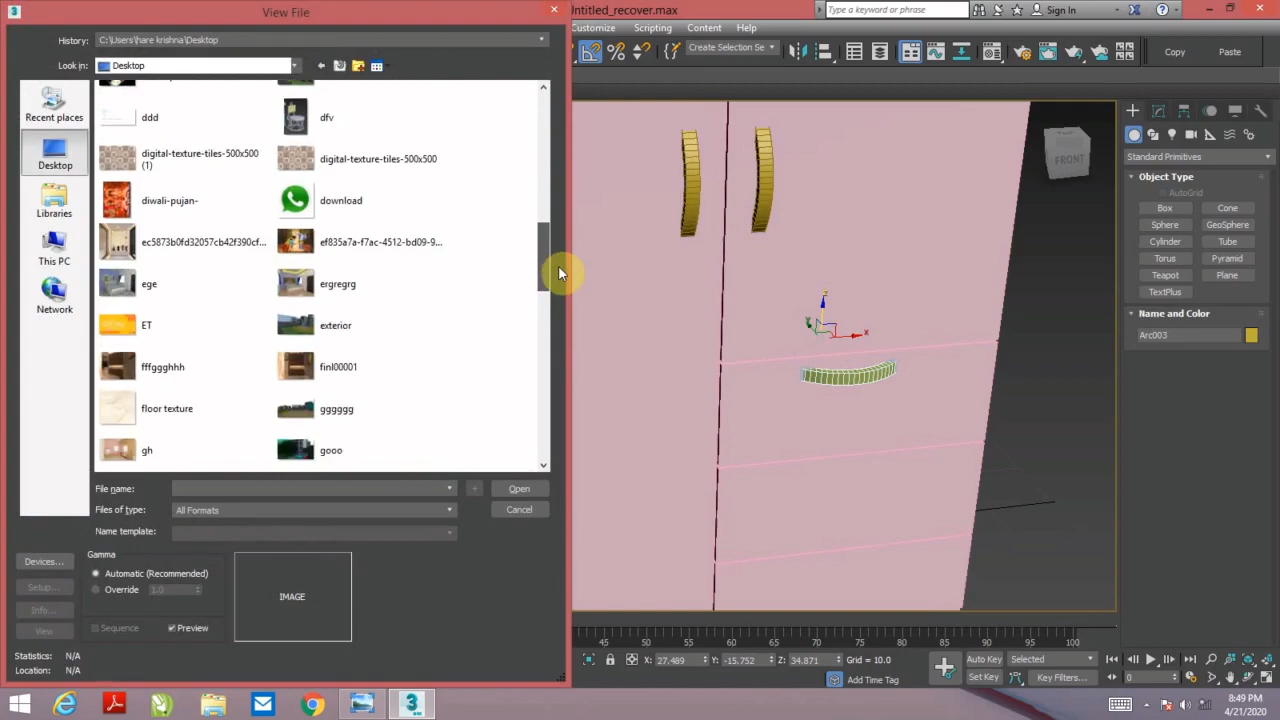 3
View File
Untitled_recover.max
Type a keyword or phrase
Sign In
History:
C:\Users\hare krishna\Desktop
Customize
Scripting
Content
Help
Look in:
Desktop
Create Selection Se
Copy
Paste
Recent places
Desktop
Libraries
This PC
Network
ddd
dfv
digital-texture-tiles-500x500
(1)
digital-texture-tiles-500x500
diwali-pujan-
download
ec5873b0fd32057cb42f390cf...
ef835a7a-f7ac-4512-bd09-9...
ege
ergregrg
ET
exterior
fffggghhh
finl00001
floor texture
gggggg
gh
gooo
File name:
Open
Files of type:
All Formats
Cancel
Name template:
Devices...
Setup...
Info...
View
Gamma
Automatic (Recommended)
Override
1.0
Sequence
Preview
IMAGE
Statistics: N/A
Location: N/A
FRONT
z
y
x
Standard Primitives
Object Type
AutoGrid
Box
Cone
Sphere
GeoSphere
Cylinder
Tube
Torus
Pyramid
Teapot
Plane
TextPlus
Name and Color
Arc003
45 50 55 60 65 70 75 80 85 90 95 100
X: 27.489
Y: -15.752
Z: 34.871
Grid = 10.0
Add Time Tag
Auto Key
Selected
Set Key
Key Filters...
0
3
8:49 PM
4/21/2020